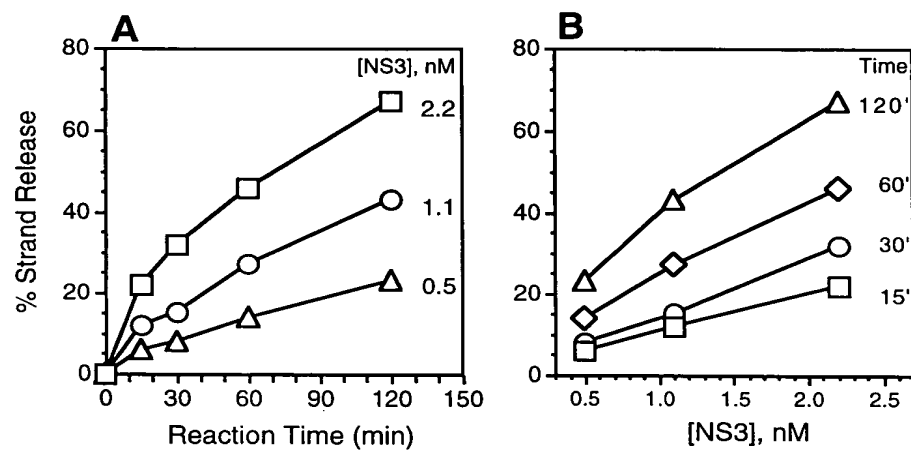 A
80
60
40
20
0
% Strand Release
0 30 60 90 120 150
Reaction Time (min)
[NS3], nM
2.2
1.1
0.5
B
80
60
40
20
0
0.5 1.0 1.5 2.0 2.5
[NS3], nM
Time
120'
60'
30'
15'